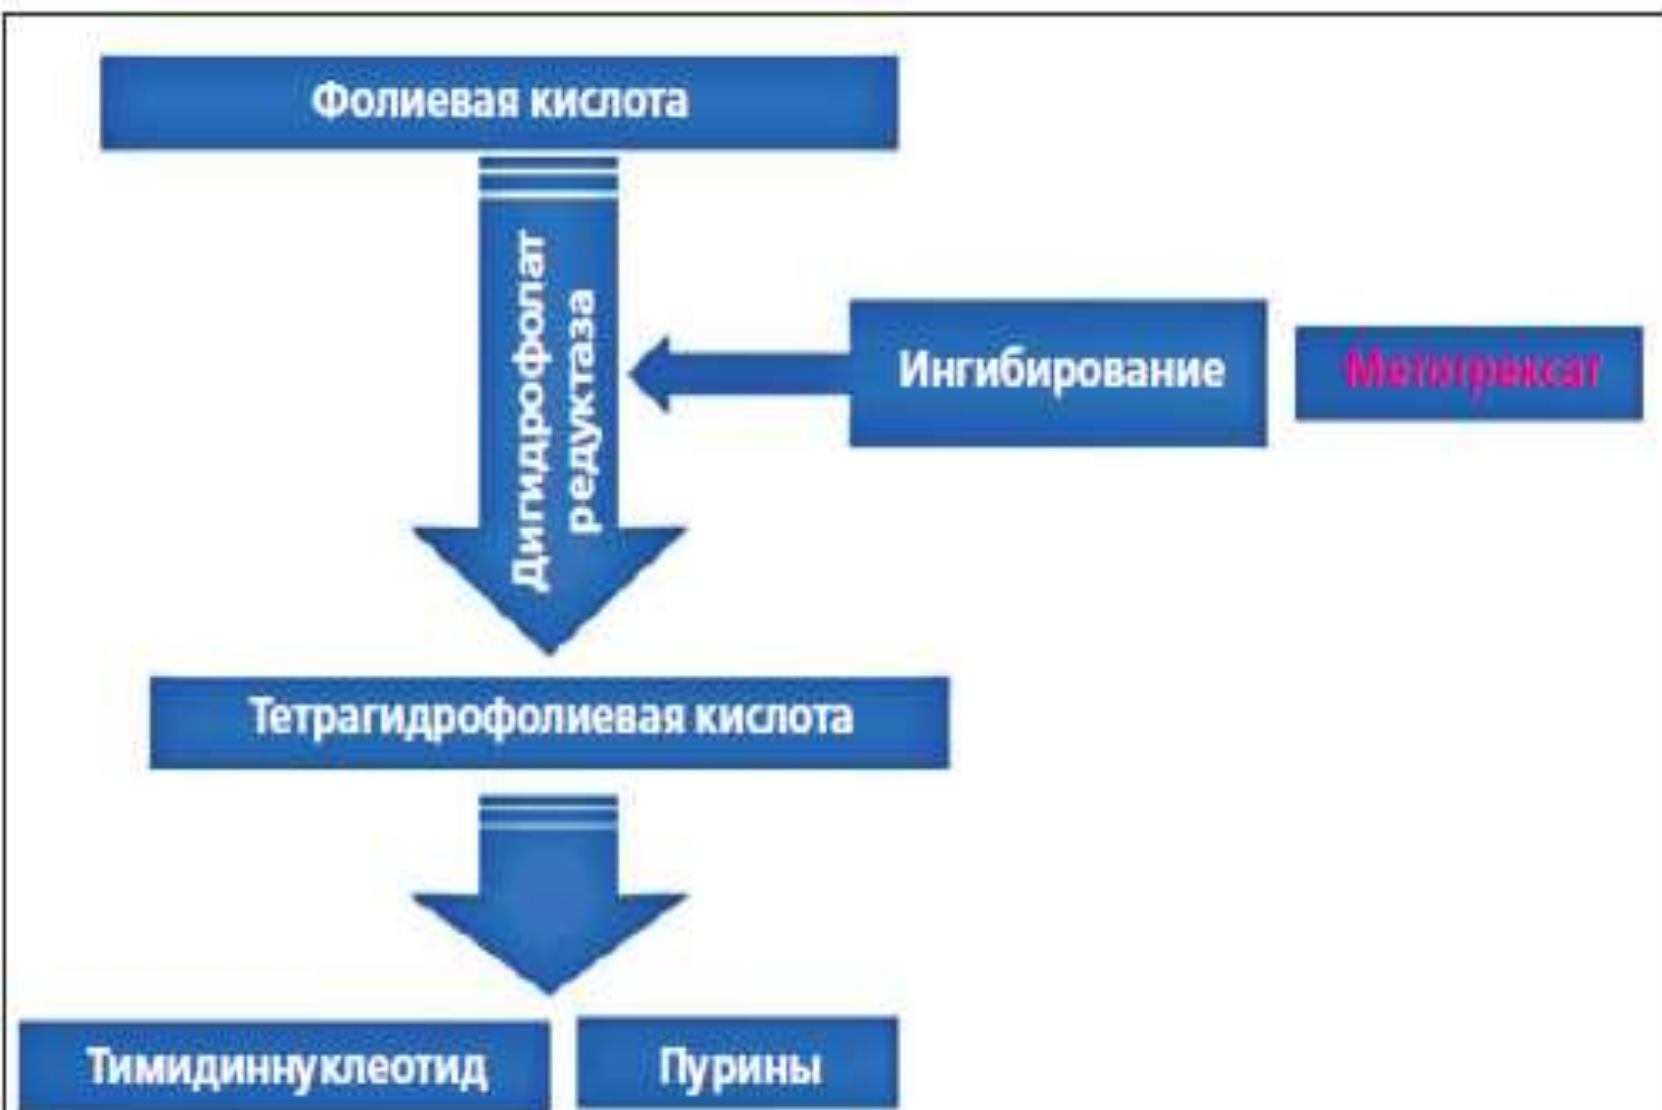 Фолиевая кислота
Дигидрофолат
редуктаза
Ингибирование
Метотрексат
Тетрагидрофолиевая кислота
Тимидиннуклеотид
Пурины